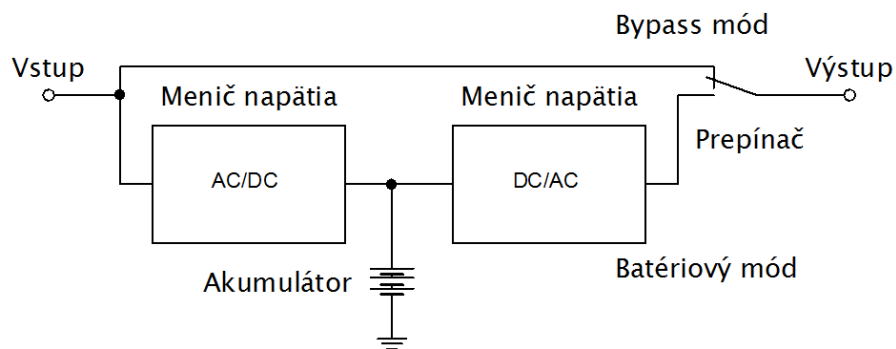 Bypass mód
Vstup
Výstup
Menič napätia
Menič napätia
Prepínač
AC/DC
DC/AC
Akumulátor
Batériový mód